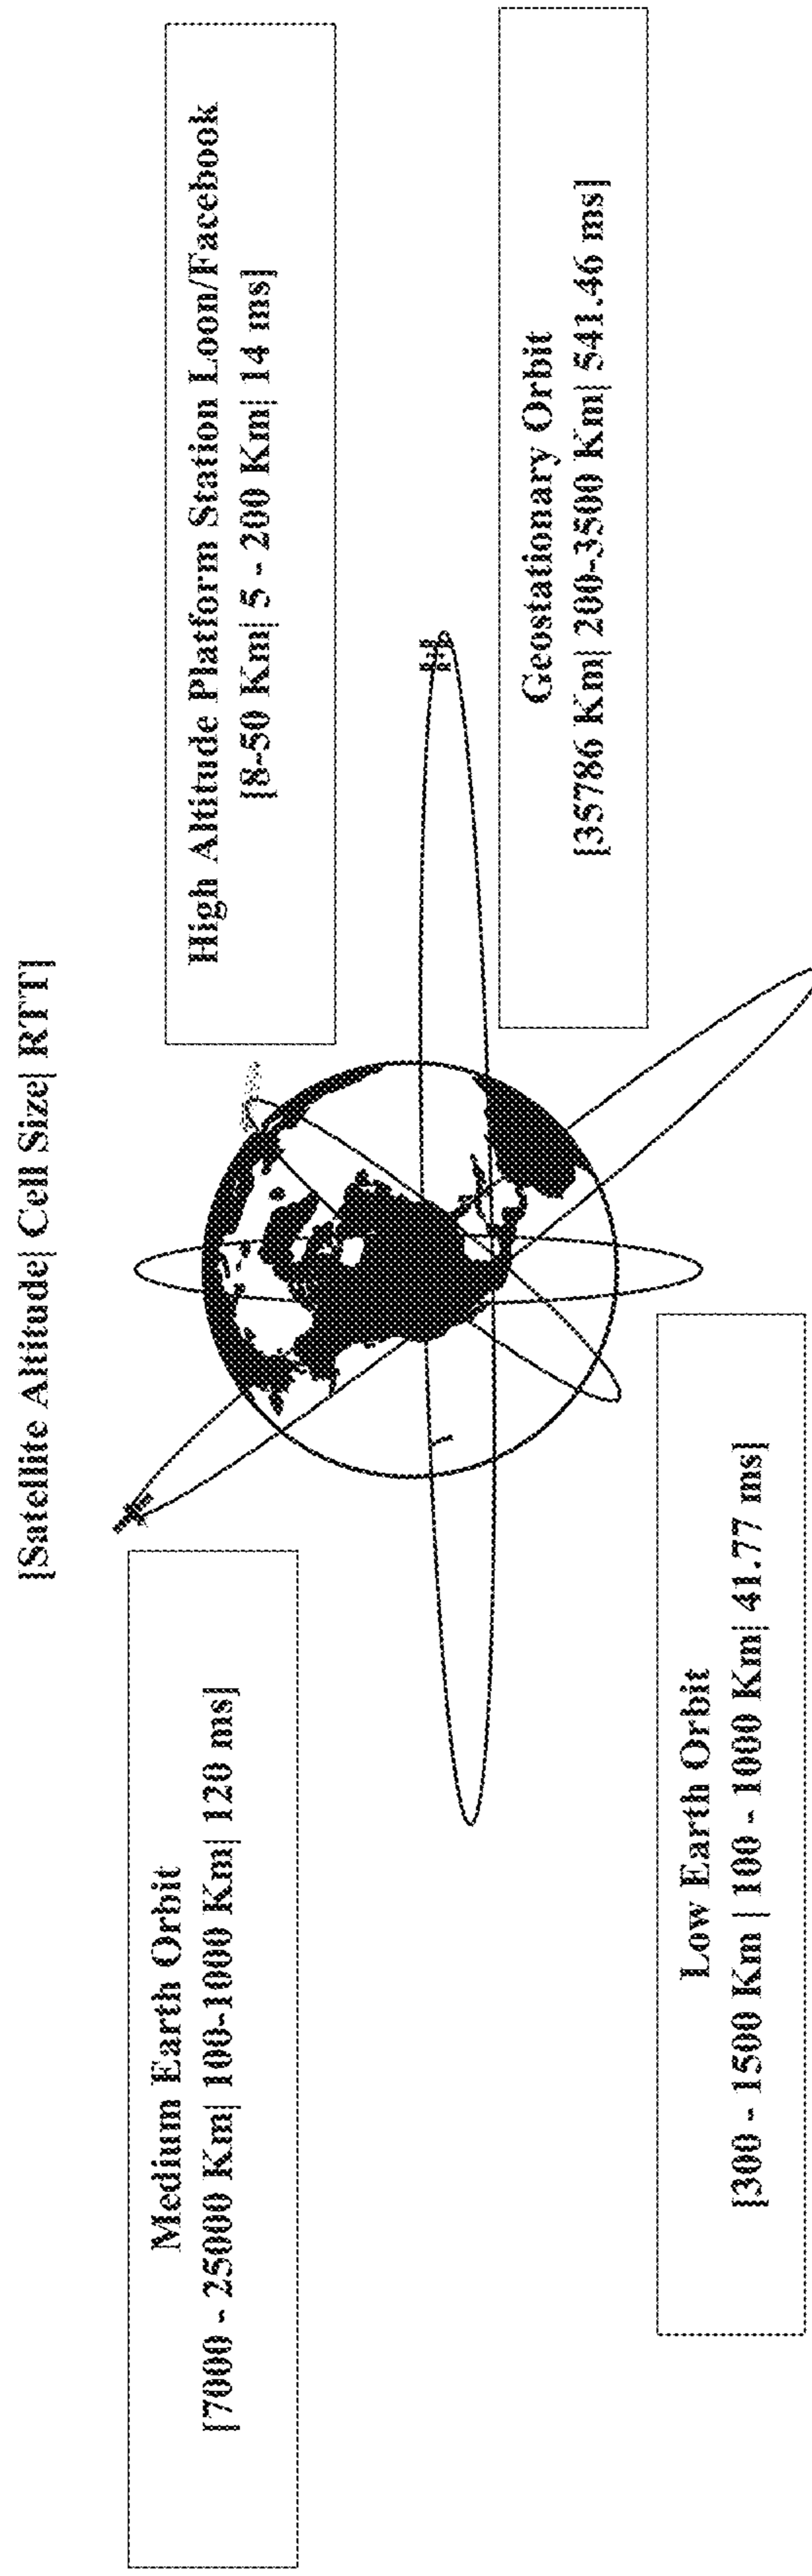 [Satellite Altitude| Cell Size| RTT]
Medium Earth Orbit
[7000 - 25000 Km| 100-1000 Km| 120 ms]
High Altitude Platform Station Loon/Facebook
[8-50 Km| 5 - 200 Km| 14 ms]
Geostationary Orbit
[35786 Km| 200-3500 Km| 541.46 ms]
Low Earth Orbit
[300 - 1500 Km | 100 - 1000 Km| 41.77 ms]